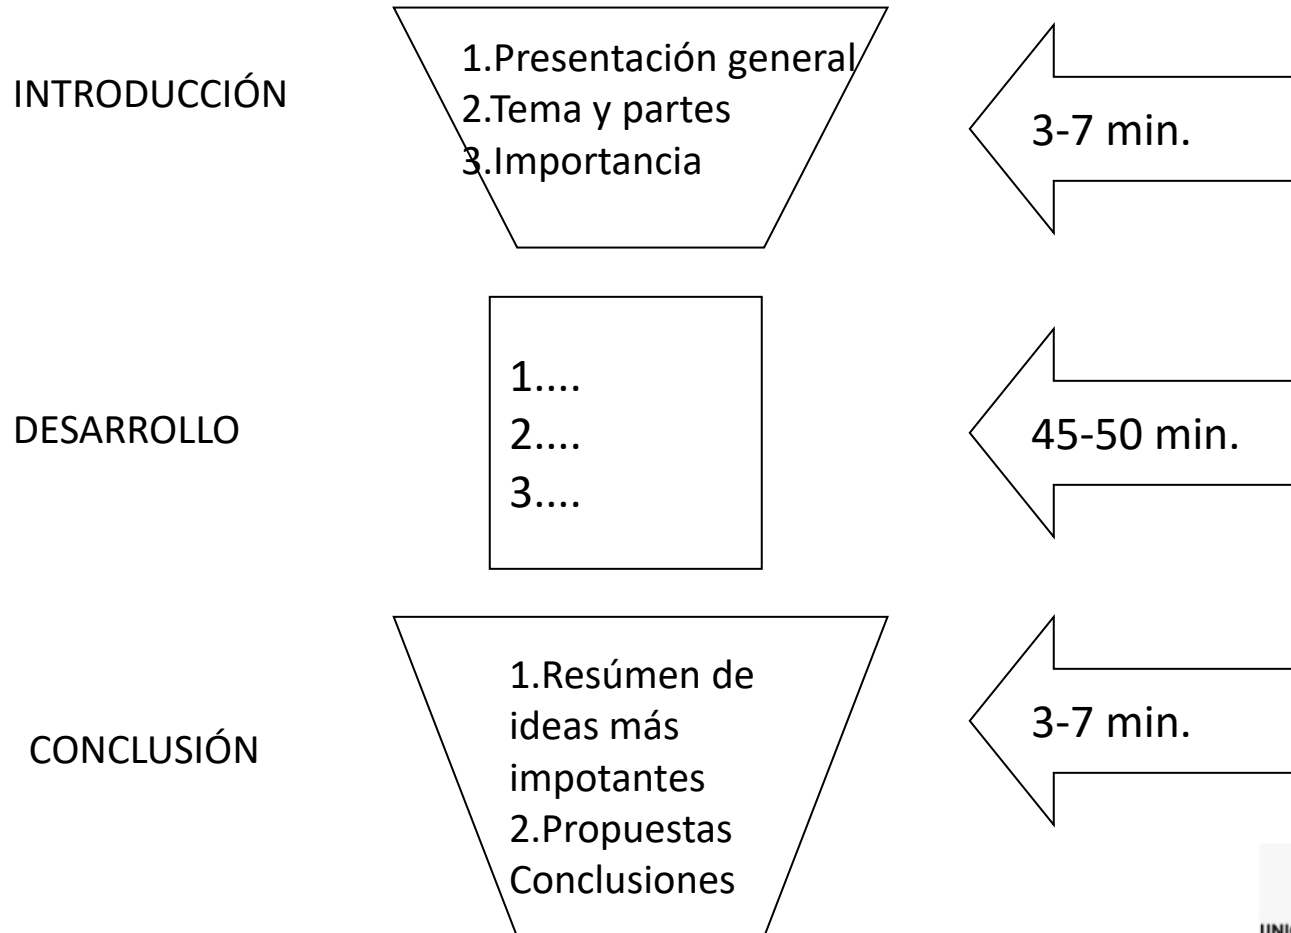 INTRODUCCIÓN
1.Presentación general
2.Tema y partes
3.Importancia
3-7 min.
DESARROLLO
1....
2....
3....
45-50 min.
CONCLUSIÓN
1.Resúmen de
ideas más
impotantes
2.Propuestas
Conclusiones
3-7 min.